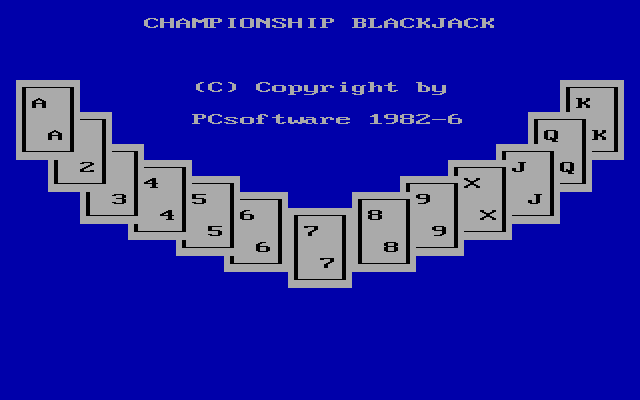 CHAMPIONSHIP BLACKJACK
(C) Copyright by
PCsoftware 1982-6
A
A
2
3
4
4
5
5
6
6
7
7
8
8
9
9
X
X
J
J
Q
Q
K
K